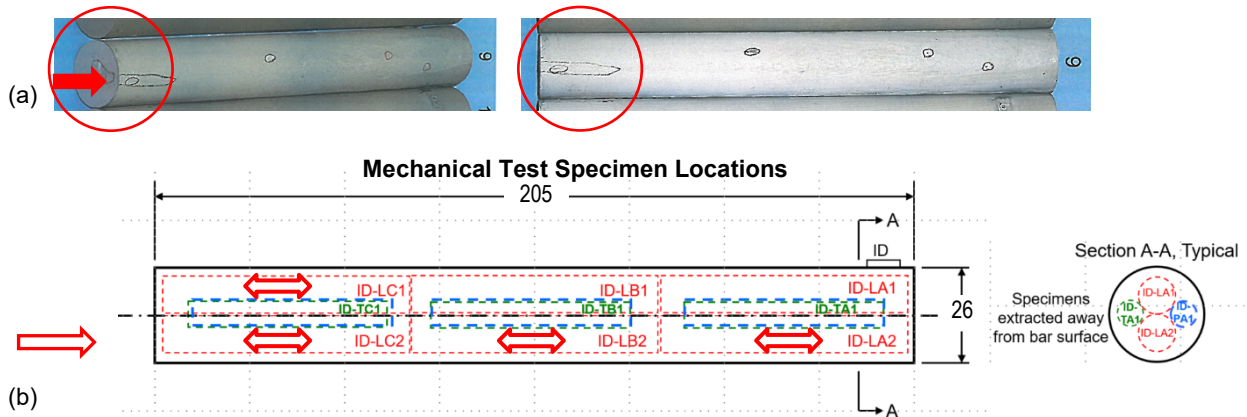 9
9
(a)
Mechanical Test Specimen Locations
205
A
ID
Section A-A, Typical
ID-LC1
ID-LB1
ID-LA1
ID-TC1
ID-TB1
ID-TA1
26
Specimens
extracted away
from bar surface
ID-LA1
ID-
TA1
ID-
PA1
ID-LA2
ID-LC2
ID-LB2
ID-LA2
(b)
A